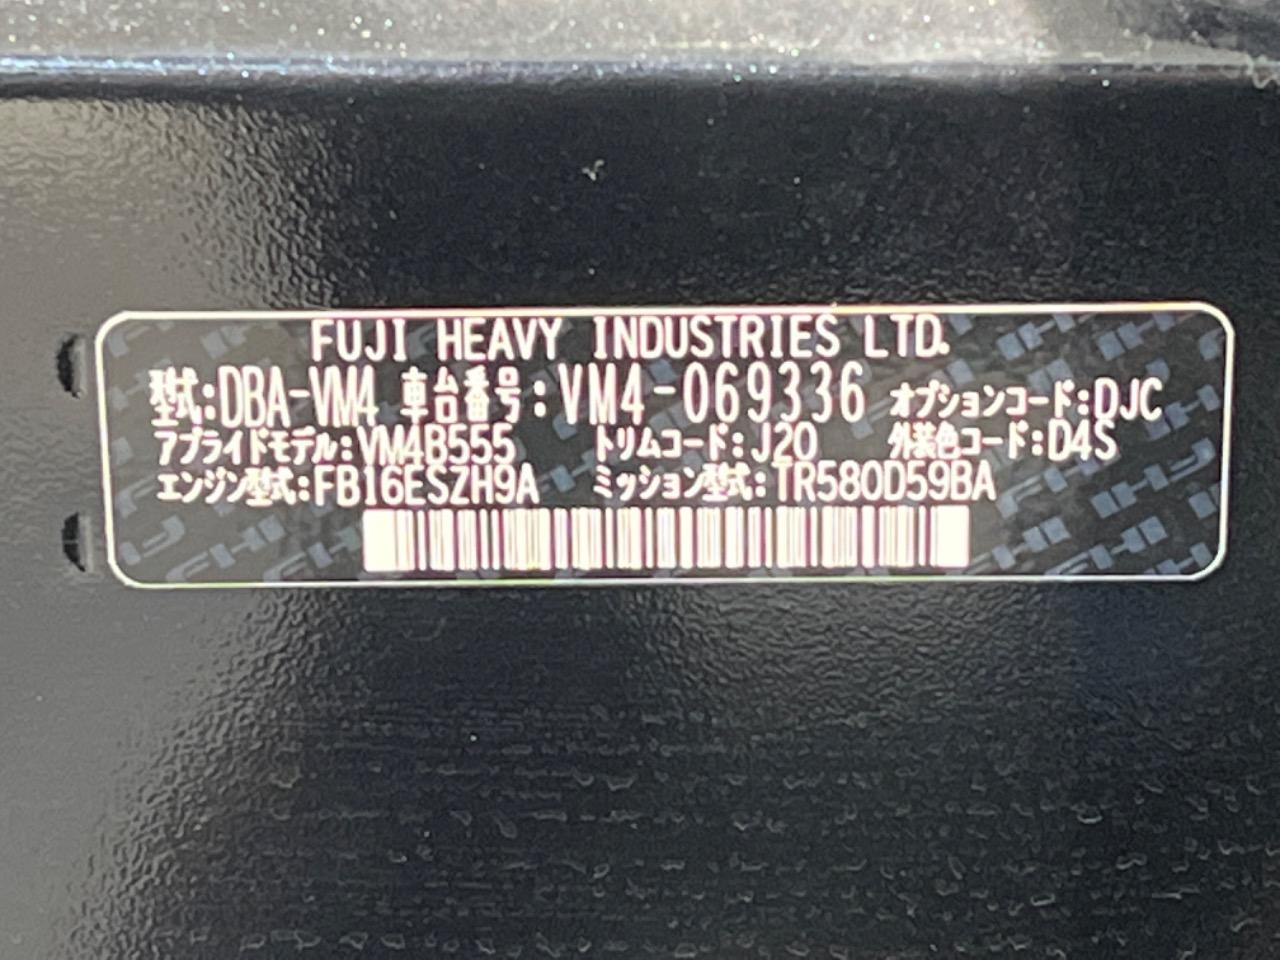 FUJI HEAVY INDUSTRIES LTD.
型式:DBA-VM4 車台番号:VM4-069336 オプションコード:DJC
アプライドモデル:VM4B555 トリムコード:J20 外装色コード:D4S
エンジン型式:FB16ESZH9A ミッション型式:TR580D59BA